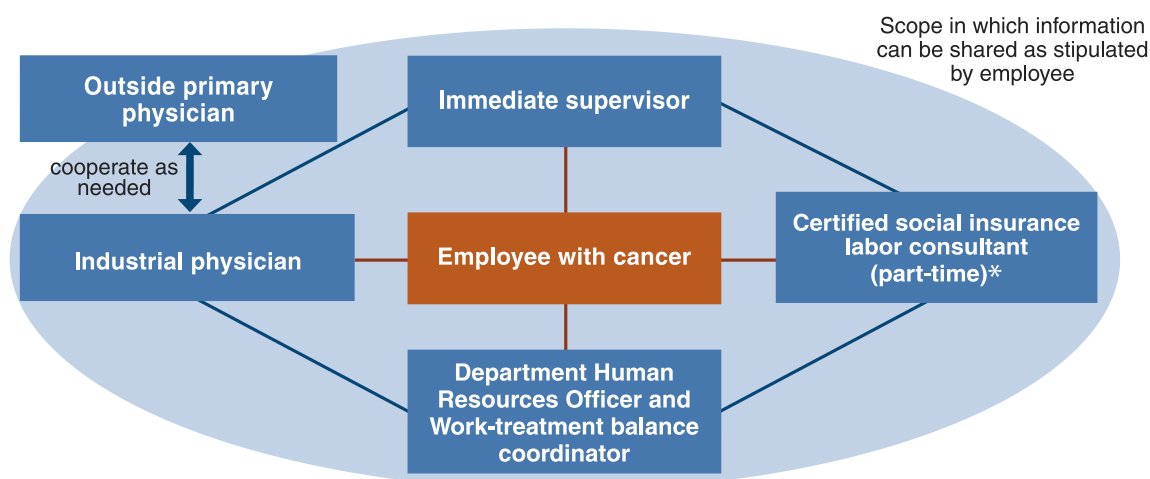 Scope in which information
can be shared as stipulated
by employee
Outside primary
physician
Immediate supervisor
cooperate as
needed
Industrial physician
Employee with cancer
Certified social insurance
labor consultant
(part-time)*
Department Human
Resources Officer and
Work-treatment balance
coordinator